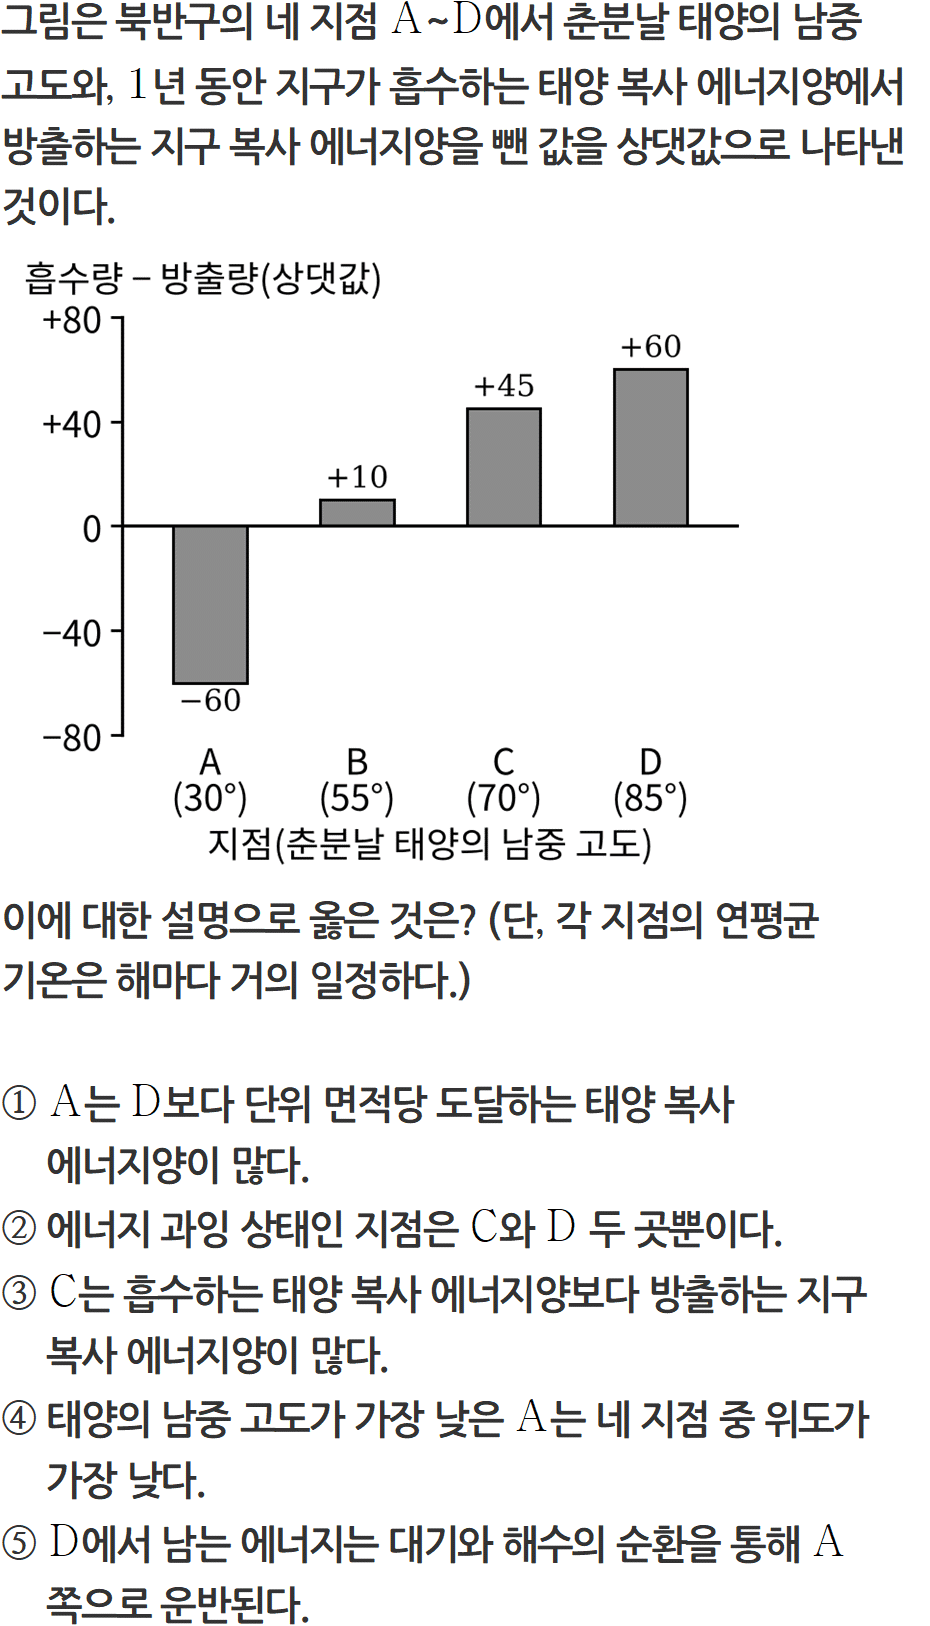 그림은 북반구의 네 지점 A~D에서 춘분날 태양의 남중
고도와, 1년 동안 지구가 흡수하는 태양 복사 에너지양에서
방출하는 지구 복사 에너지양을 뺀 값을 상댓값으로 나타낸
것이다.
흡수량 – 방출량(상댓값)
+80
+40
0
−40
−80
+10
+45
+60
−60
A
B
C
D
(30°)
(55°)
(70°)
(85°)
지점(춘분날 태양의 남중 고도)
이에 대한 설명으로 옳은 것은? (단, 각 지점의 연평균
기온은 해마다 거의 일정하다.)
① A는 D보다 단위 면적당 도달하는 태양 복사
에너지양이 많다.
② 에너지 과잉 상태인 지점은 C와 D 두 곳뿐이다.
③ C는 흡수하는 태양 복사 에너지양보다 방출하는 지구
복사 에너지양이 많다.
④ 태양의 남중 고도가 가장 낮은 A는 네 지점 중 위도가
가장 낮다.
⑤ D에서 남는 에너지는 대기와 해수의 순환을 통해 A
쪽으로 운반된다.